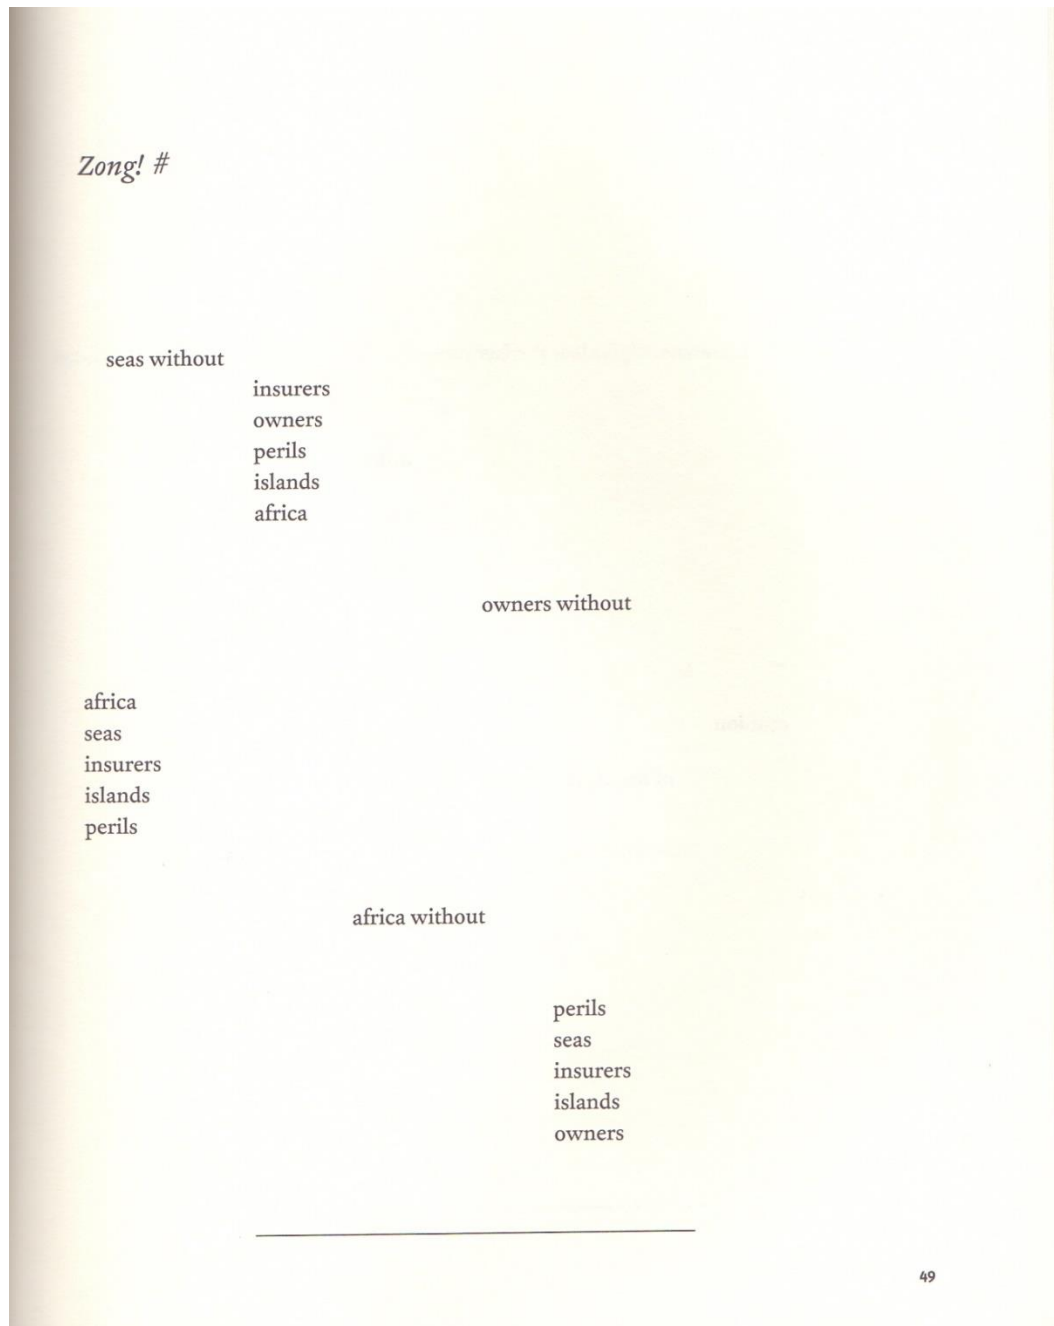 Zong! #
seas without
insurers
owners
perils
islands
africa
owners without
africa
seas
insurers
islands
perils
africa without
perils
seas
insurers
islands
owners
49